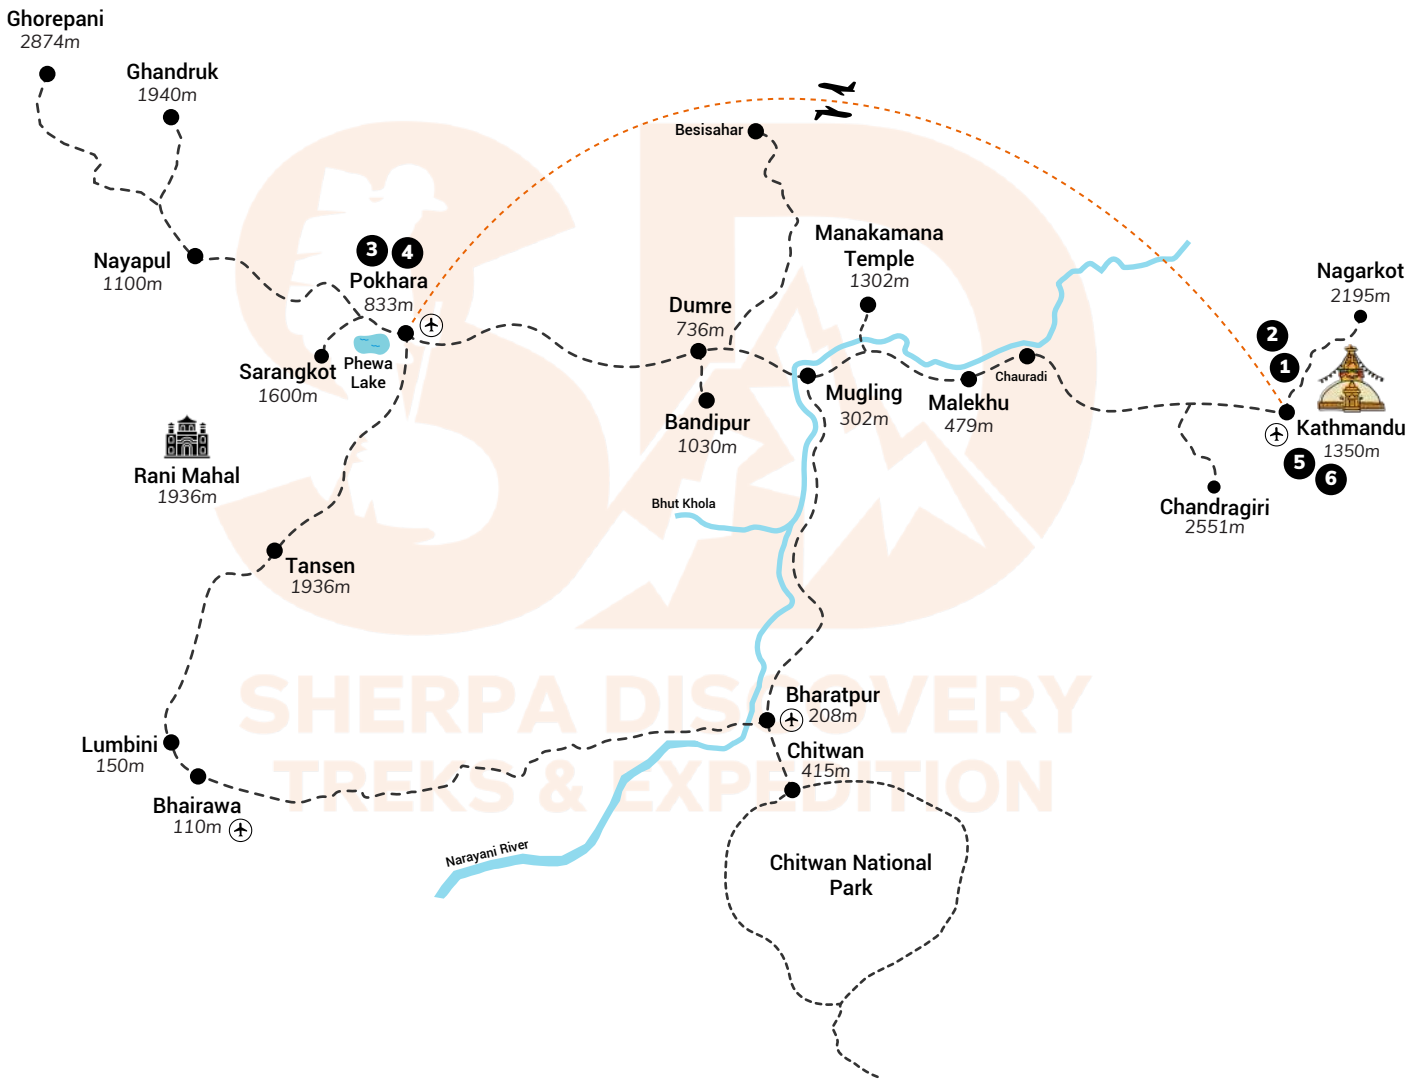 Ghorepani
2874m
Ghandruk
1940m
Besisahar
Manakamana
Temple
1302m
Nagarkot
2195m
Nayapul
1100m
3
4
Pokhara
833m
Dumre
736m
2
1
Sarangkot
1600m
Phewa
Lake
Bandipur
1030m
Mugling
302m
Malekhu
479m
Chauradi
Kathmandu
1350m
5
6
Rani Mahal
1936m
Bhut Khola
Chandragiri
2551m
Tansen
1936m
SD
SHERPA DISCOVERY
TREKS & EXPEDITION
Bharatpur
208m
Lumbini
150m
Chitwan
415m
Bhairawa
110m
Narayani River
Chitwan National
Park